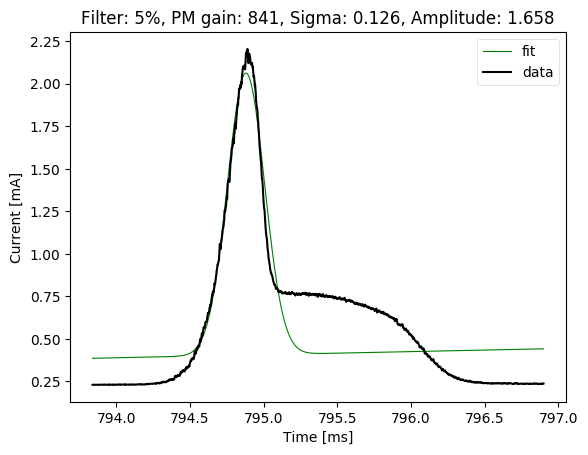 Filter: 5%, PM gain: 841, Sigma: 0.126, Amplitude: 1.658
fit
data
2.25
2.00
1.75
1.50
1.25
1.00
0.75
0.50
0.25
Current [mA]
794.0 794.5 795.0 795.5 796.0 796.5 797.0
Time [ms]